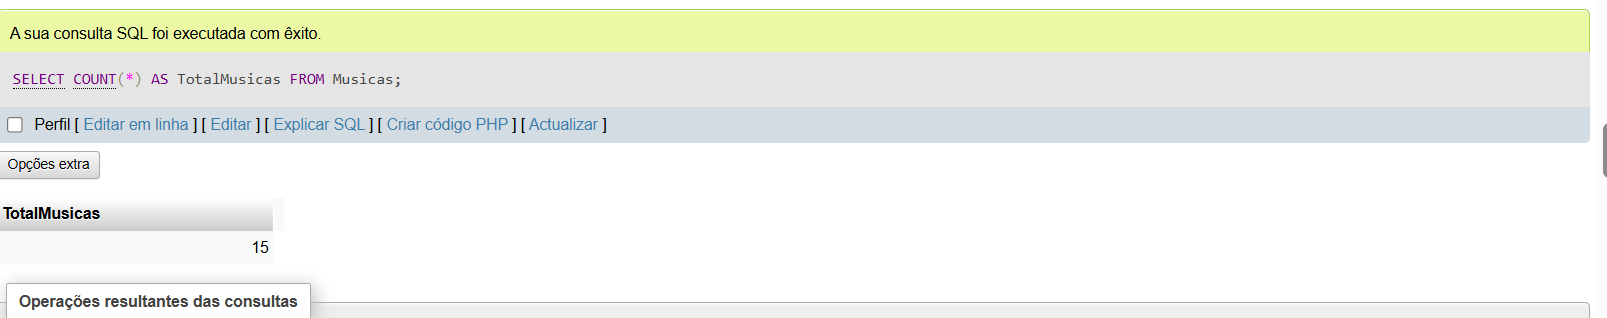 A sua consulta SQL foi executada com êxito.
SELECT COUNT(*) AS TotalMusicas FROM Musicas;
Perfil [ Editar em linha ] [ Editar ] [ Explicar SQL ] [ Criar código PHP ] [ Actualizar ]
Opções extra
TotalMusicas
15
Operações resultantes das consultas